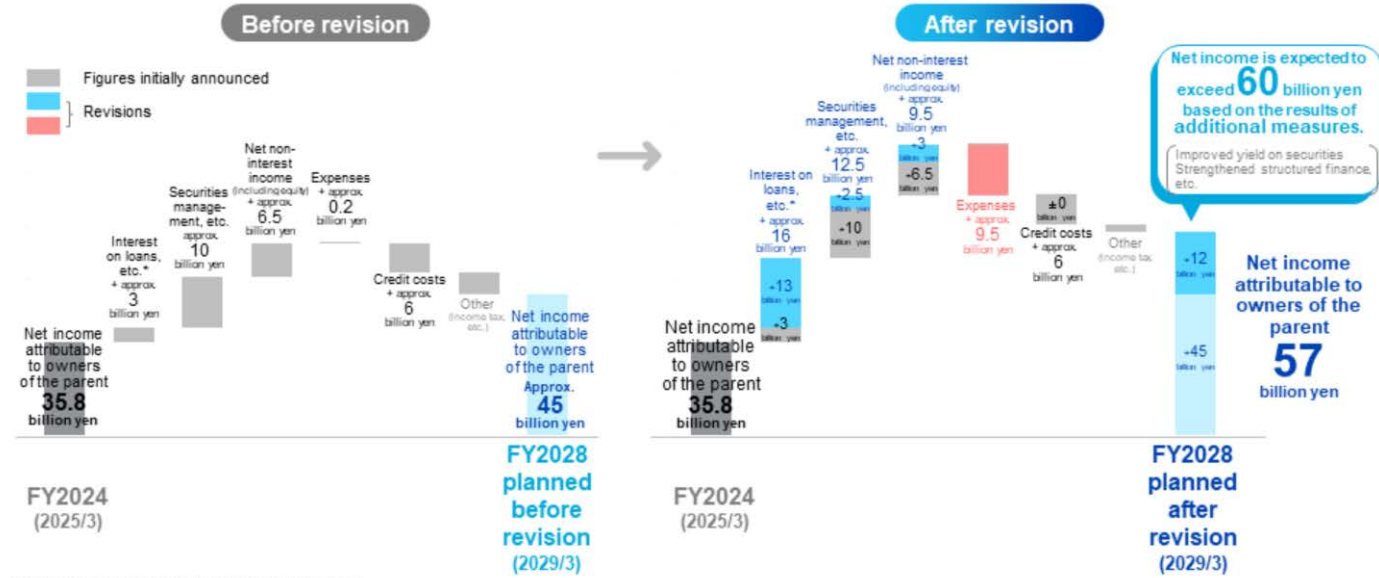 Before revision
Figures initially announced
Revisions
Net income
attributable
to owners
of the parent
35.8
billion yen
Interest
on loans,
etc.*
+ approx.
3
billion yen
Securities
manage-
ment, etc.
approx.
10
billion yen
Net non-
interest
income
(including equity)
+ approx.
6.5
billion yen
Expenses
+ approx.
0.2
billion yen
Credit costs
+ approx.
6
billion yen
Other
(income tax,
etc.)
Net income
attributable
to owners
of the parent
Approx.
45
billion yen
FY2024
(2025/3)
FY2028
planned
before
revision
(2029/3)
After revision
Net income
attributable
to owners
of the parent
35.8
billion yen
Interest on
loans,
etc.*
+ approx.
16
billion yen
-13
billion yen
-3
billion yen
Securities
management,
etc.
+ approx.
12.5
billion yen
-2.5
billion yen
-10
billion yen
Net non-interest
income
(including equity)
+ approx.
9.5
billion yen
-3
billion yen
-6.5
billion yen
Expenses
+ approx.
9.5
billion yen
±0
billion yen
Credit costs
+ approx.
6
billion yen
Other
(income tax,
etc.)
Net income is expected to
exceed 60 billion yen
based on the results of
additional measures.
Improved yield on securities
Strengthened structured finance,
etc.
-12
billion yen
-45
billion yen
Net income
attributable to
owners of the
parent
57
billion yen
FY2024
(2025/3)
FY2028
planned
after
revision
(2029/3)